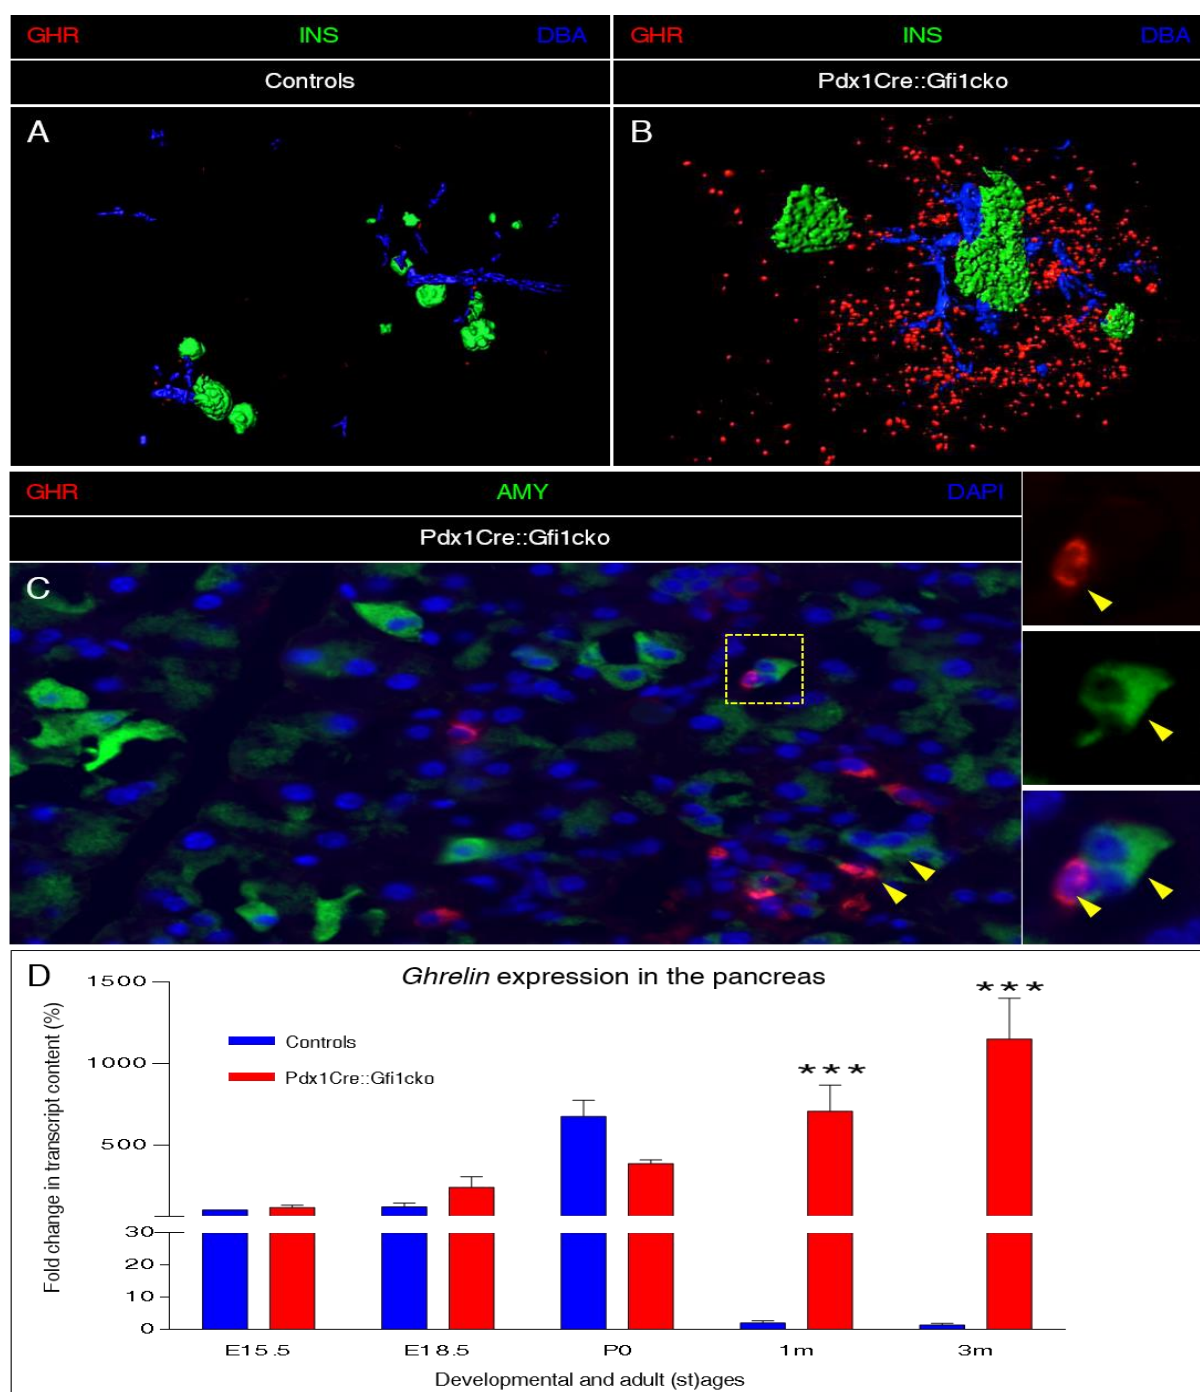 GHR INS DBA
Controls
A
GHR INS DBA
Pdx1Cre::Gfi1cko
B
GHR AMY DAPI
Pdx1Cre::Gfi1cko
C
D
Ghrelin expression in the pancreas
Fold change in transcript content (%)
1500
1000
500
30
20
10
0
Controls
Pdx1Cre::Gfi1cko
***
***
E15.5 E18.5 P0 1m 3m
Developmental and adult (st)ages